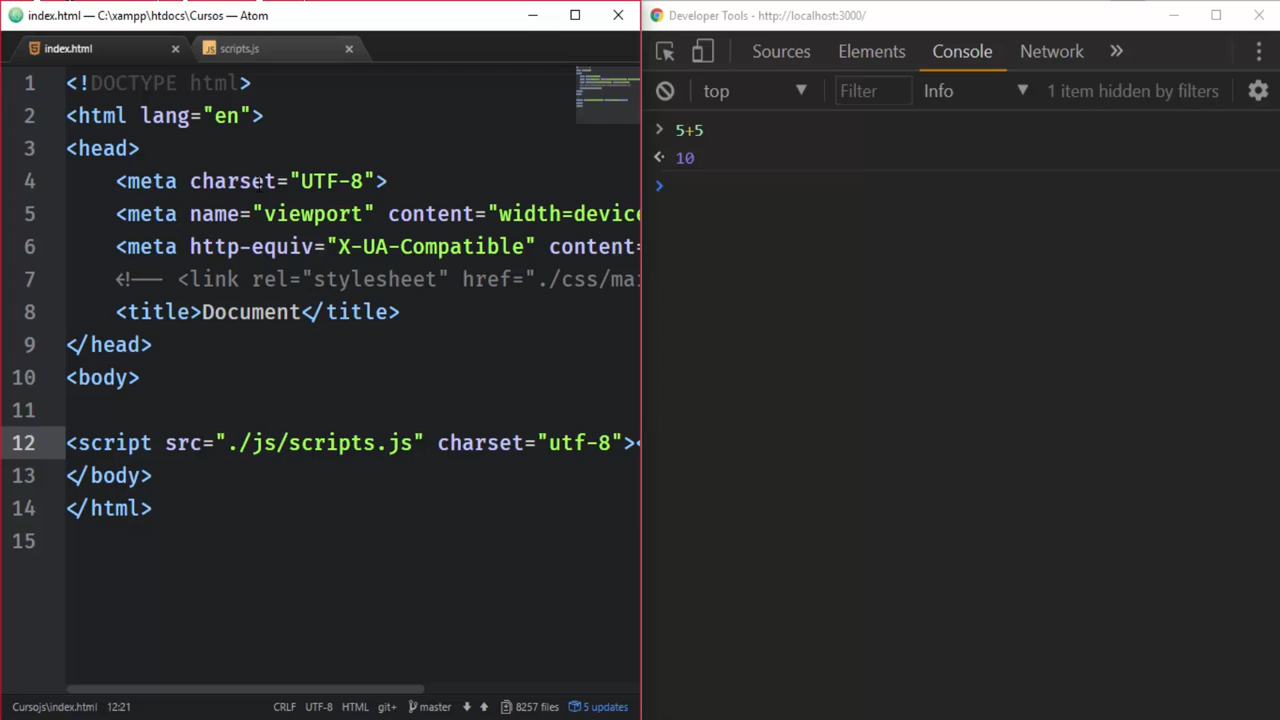 index.html — C:\xampp\htdocs\Cursos — Atom
index.html
scripts.js
1 <!DOCTYPE html>
2 <html lang="en">
3 <head>
4 <meta charset="UTF-8">
5 <meta name="viewport" content="width=device
6 <meta http-equiv="X-UA-Compatible" content=
7 <!-- <link rel="stylesheet" href="./css/mai
8 <title>Document</title>
9 </head>
10 <body>
11
12 <script src="./js/scripts.js" charset="utf-8"><
13 </body>
14 </html>
15
Cursojs\index.html 12:21 CRLF UTF-8 HTML git+ master 8257 files 5 updates
Developer Tools - http://localhost:3000/
Sources Elements Console Network »
top Filter Info 1 item hidden by filters
> 5+5
10
>